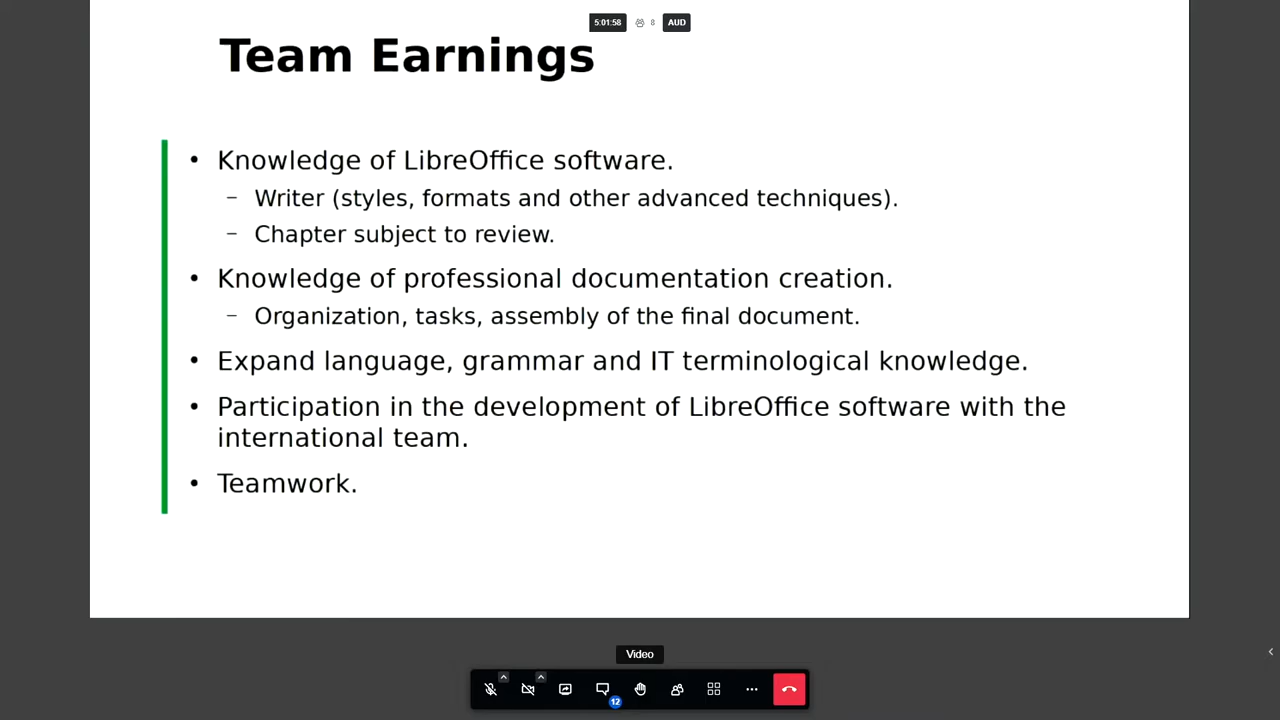 5:01:58 8 AUD
Team Earnings
• Knowledge of LibreOffice software.
– Writer (styles, formats and other advanced techniques).
– Chapter subject to review.
• Knowledge of professional documentation creation.
– Organization, tasks, assembly of the final document.
• Expand language, grammar and IT terminological knowledge.
• Participation in the development of LibreOffice software with the
international team.
• Teamwork.
Video
12